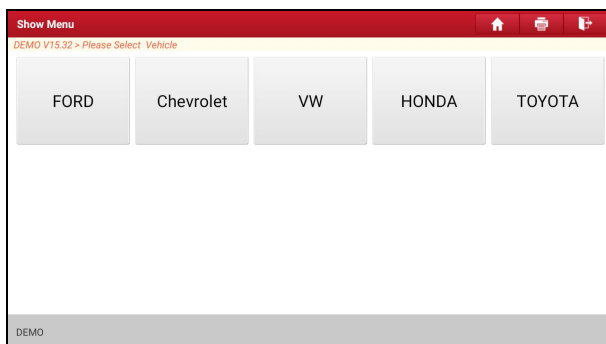 Show Menu
DEMO V15.32 > Please Select Vehicle
FORD Chevrolet VW HONDA TOYOTA
DEMO